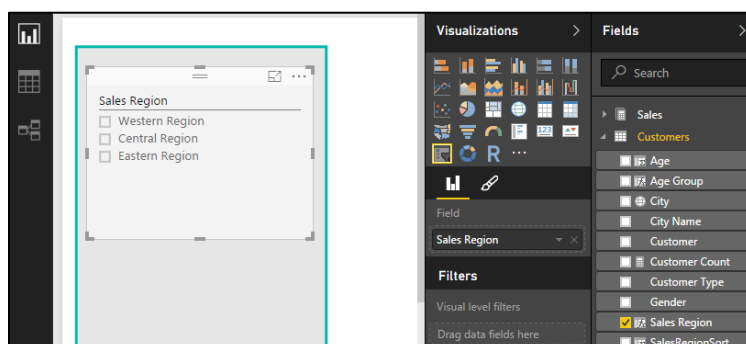 Sales Region
Western Region
Central Region
Eastern Region
Visualizations
123
R
Field
Sales Region
Filters
Visual level filters
Drag data fields here
Fields
Search
Sales
Customers
Age
Age Group
City
City Name
Customer
Customer Count
Customer Type
Gender
Sales Region
SalesRegionSort